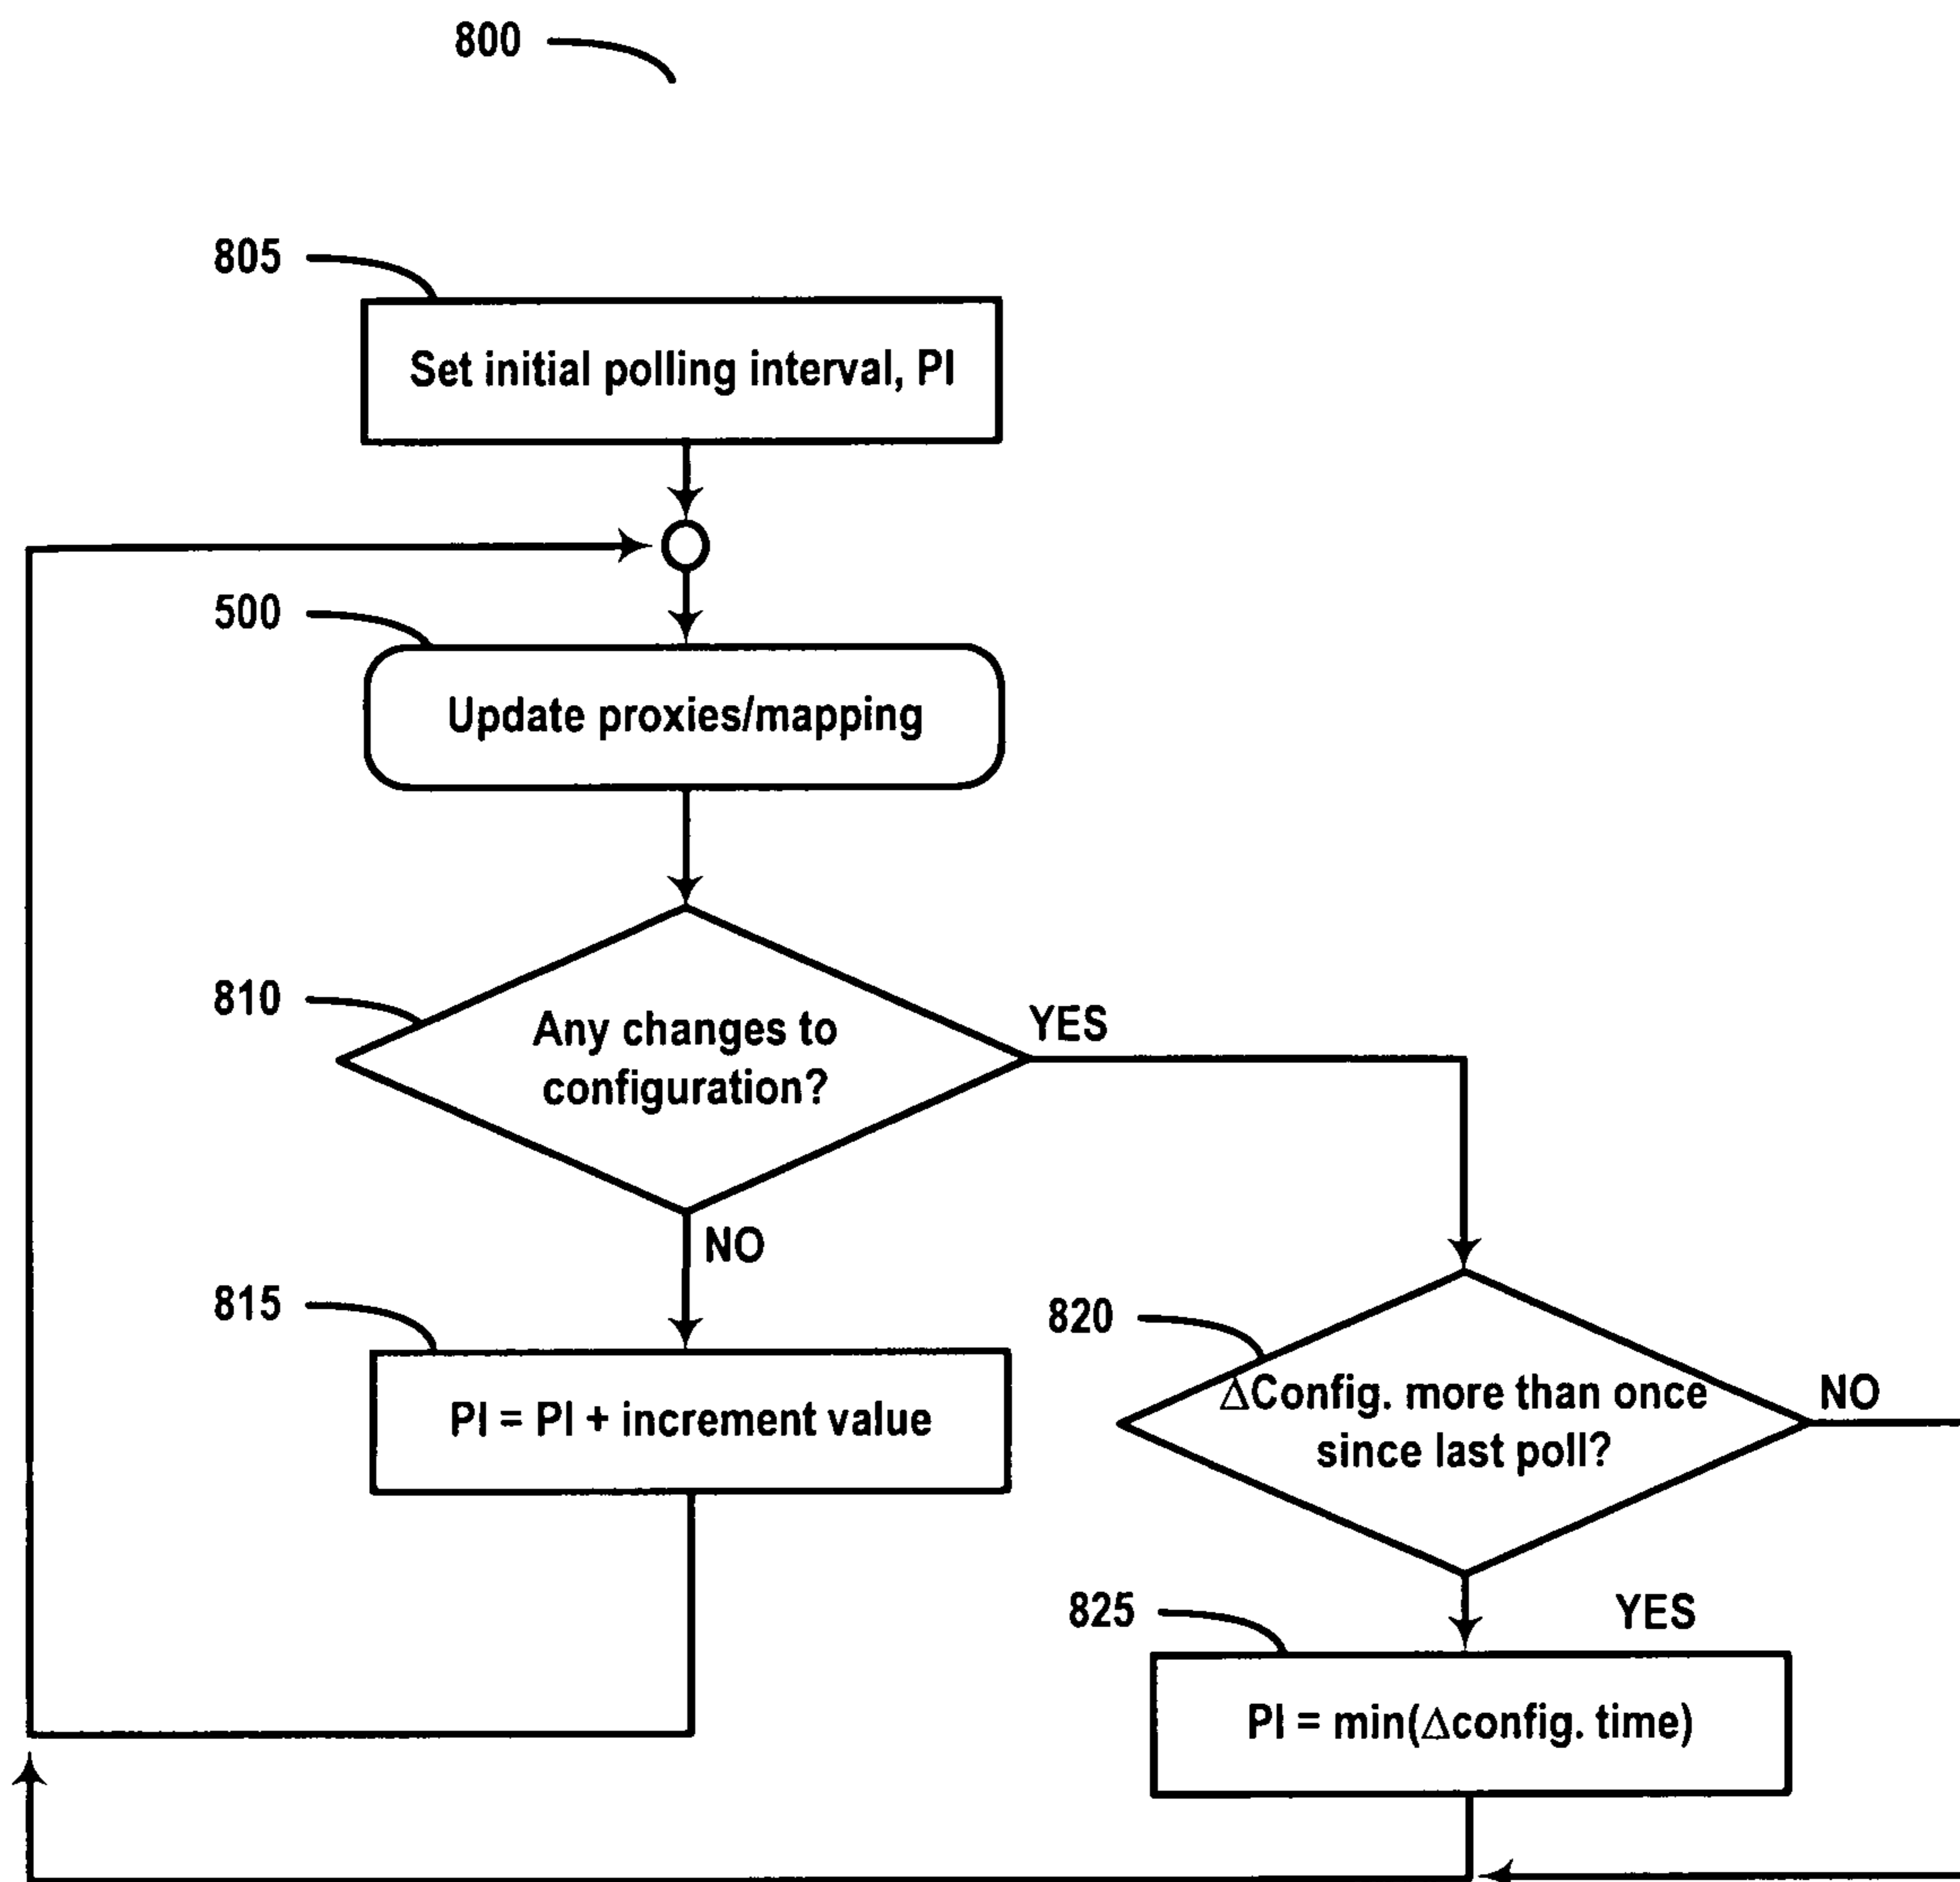 800
805
Set initial polling interval, PI
500
Update proxies/mapping
810
Any changes to
configuration?
YES
NO
815
PI = PI + increment value
820
ΔConfig. more than once
since last poll?
NO
YES
825
PI = min(Δconfig. time)